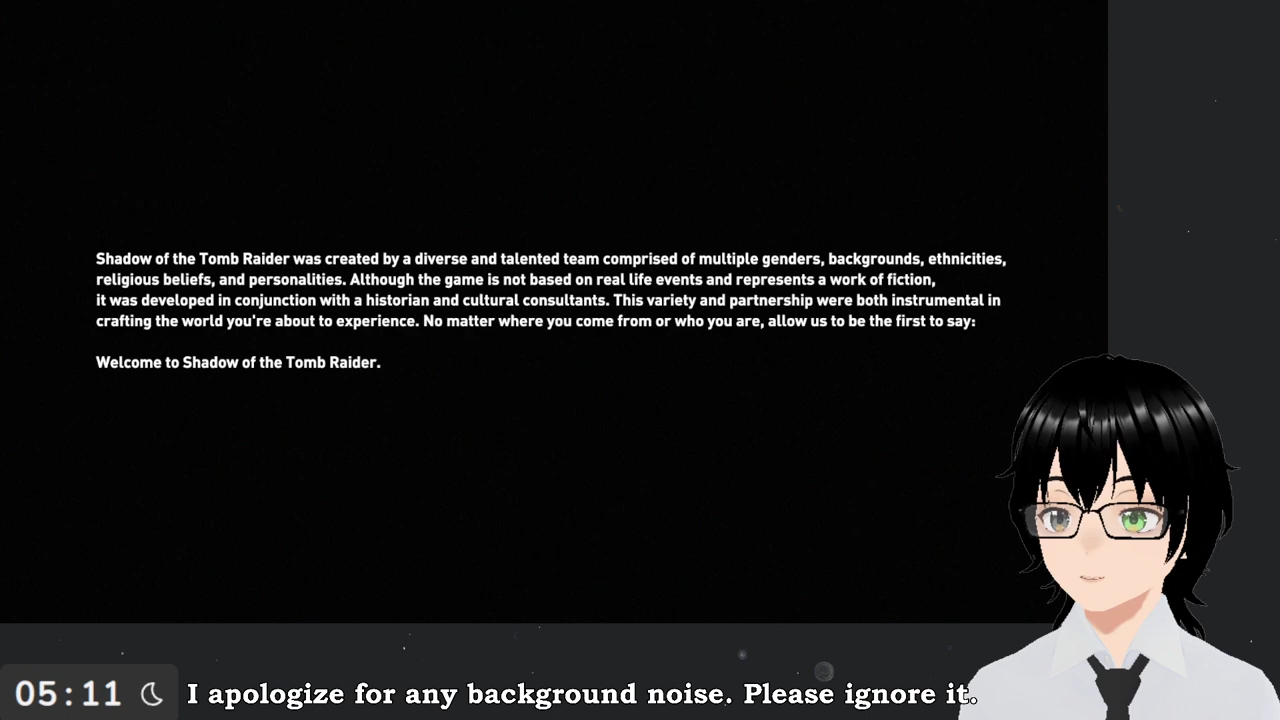 Shadow of the Tomb Raider was created by a diverse and talented team comprised of multiple genders, backgrounds, ethnicities,
religious beliefs, and personalities. Although the game is not based on real life events and represents a work of fiction,
it was developed in conjunction with a historian and cultural consultants. This variety and partnership were both instrumental in
crafting the world you're about to experience. No matter where you come from or who you are, allow us to be the first to say:
Welcome to Shadow of the Tomb Raider.
05:11
I apologize for any background noise. Please ignore it.